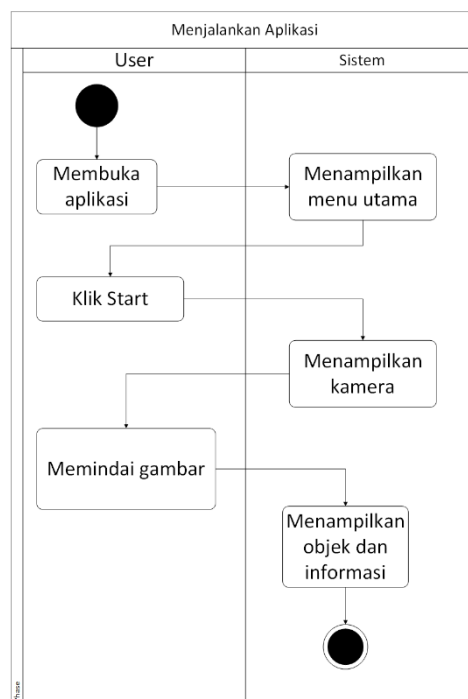 Menjalankan Aplikasi
User
Sistem
Membuka
aplikasi
Menampilkan
menu utama
Klik Start
Menampilkan
kamera
Memindai gambar
Menampilkan
objek dan
informasi
Phase